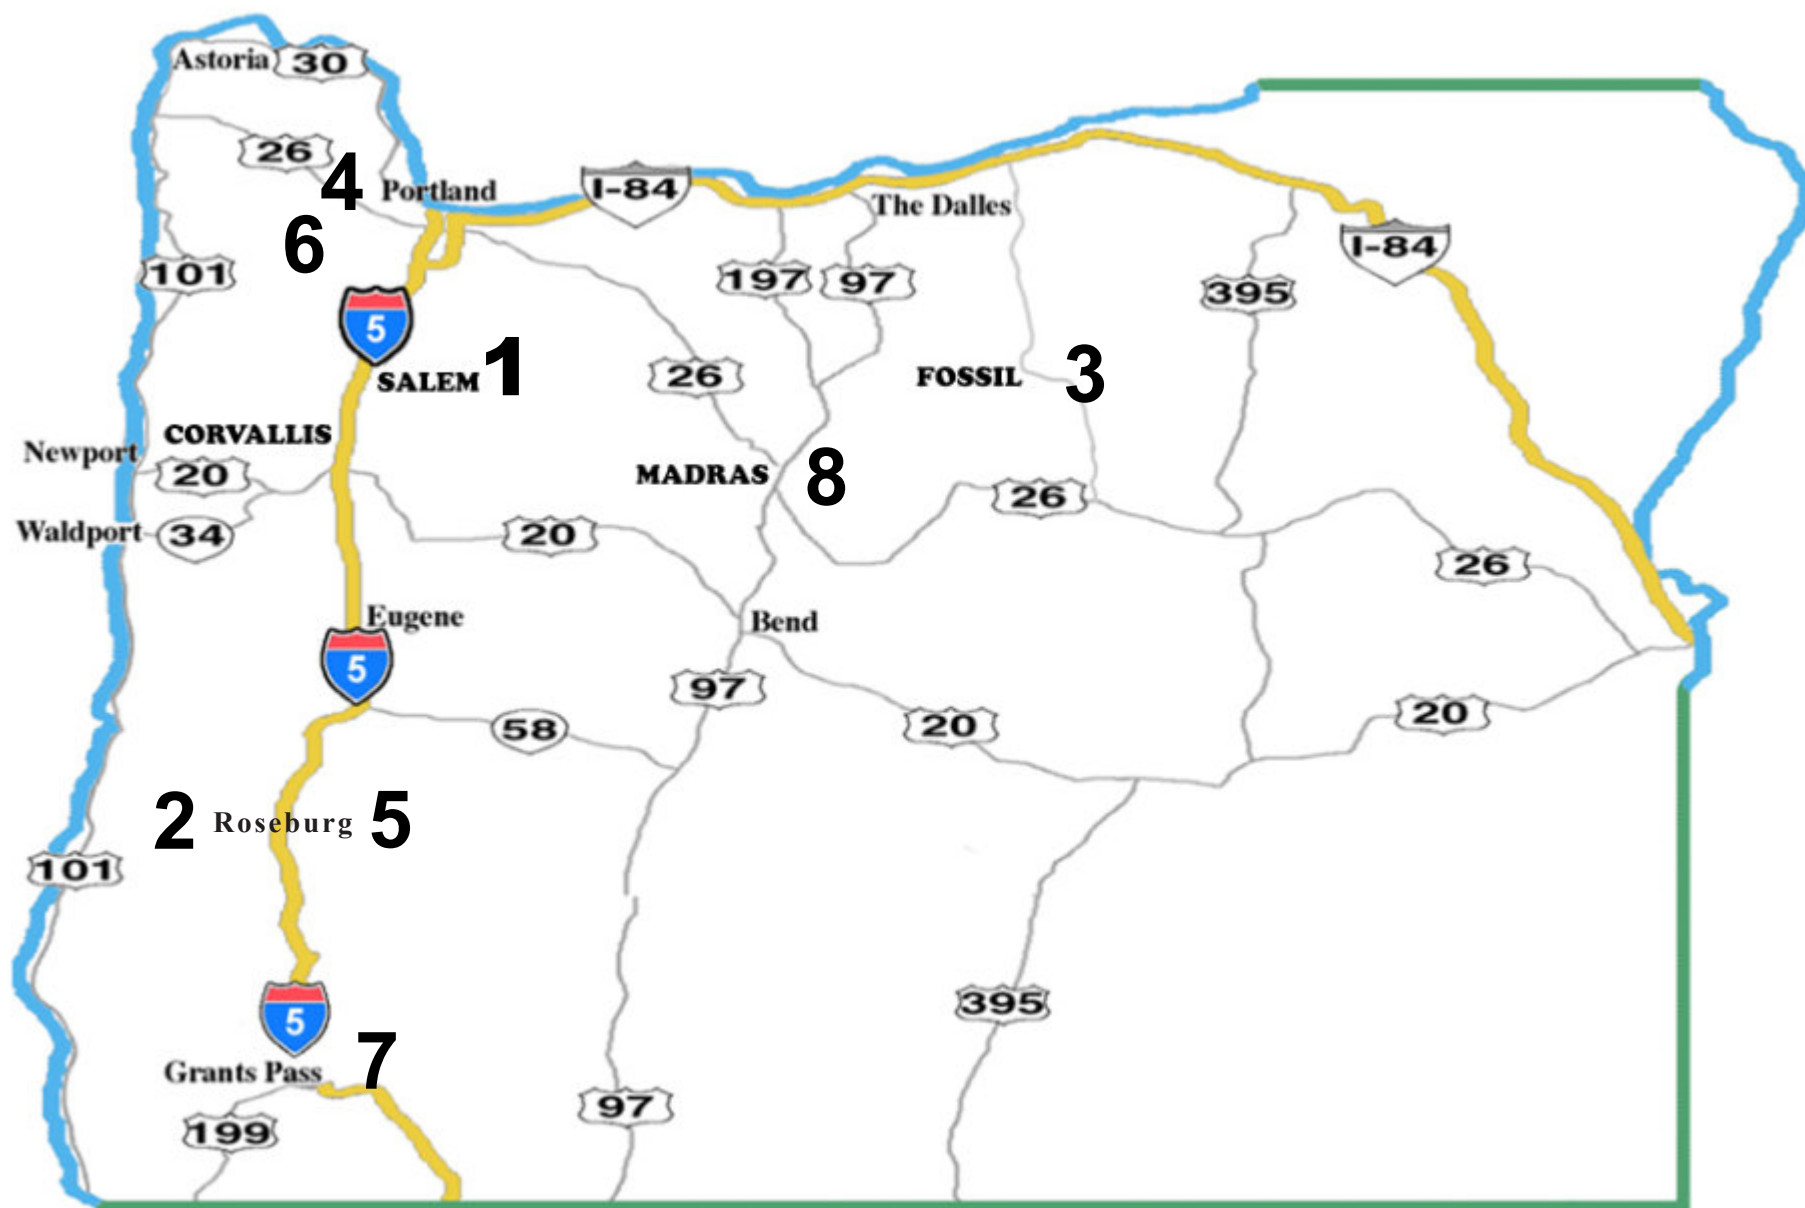 Astoria 30
26
4 Portland
I-84
The Dalles
6
101
197
97
I-84
395
5
SALEM 1
26
FOSSIL 3
CORVALLIS
Newport
20
MADRAS 8
26
Waldport 34
20
26
Eugene
Bend
5
97
58
20
20
2 Roseburg 5
101
395
5
7
Grants Pass
97
199